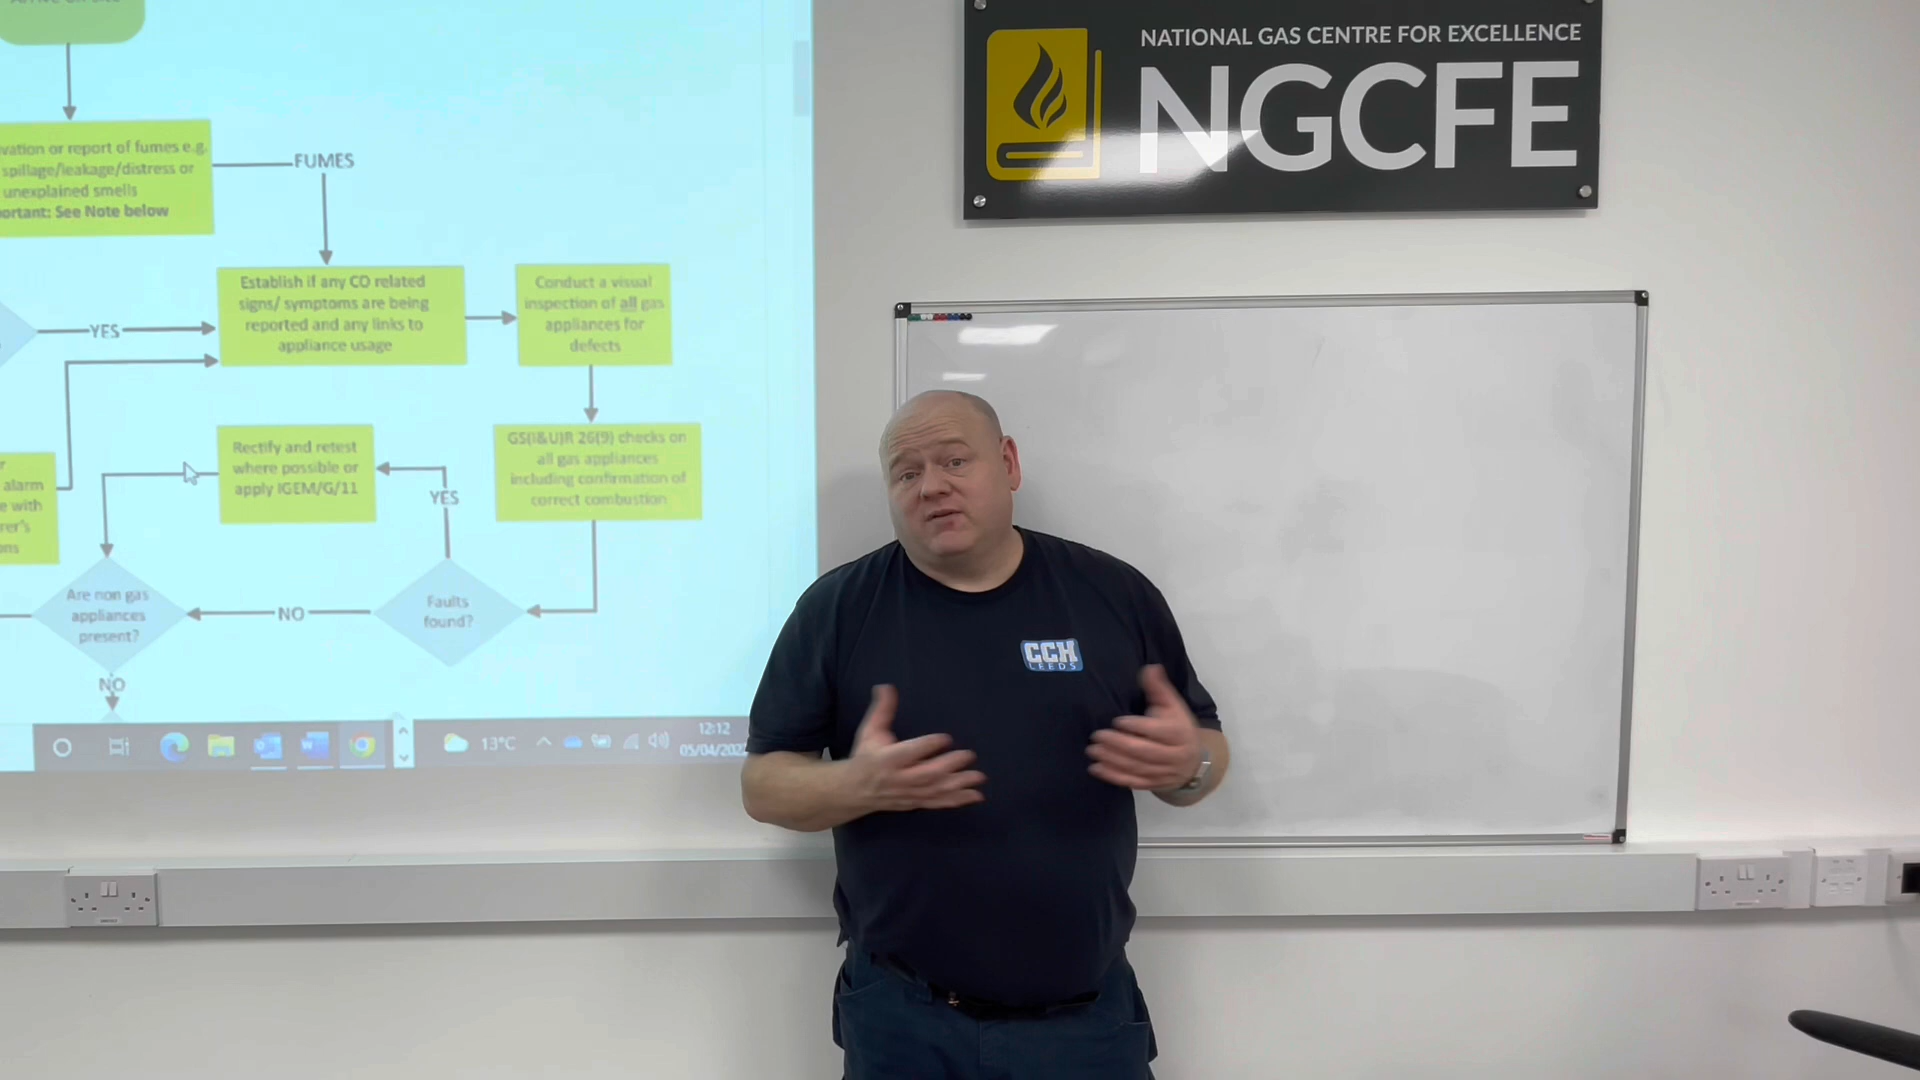 vation or report of fumes e.g.
spillage/leakage/distress or
unexplained smells
ortant: See Note below
FUMES
YES
Establish if any CO related
signs/ symptoms are being
reported and any links to
appliance usage
Conduct a visual
inspection of all gas
appliances for
defects
r
alarm
e with
rer's
ons
Rectify and retest
where possible or
apply IGEM/G/11
YES
GS(I&U)R 26(9) checks on
all gas appliances
including confirmation of
correct combustion
Are non gas
appliances
present?
NO
Faults
found?
NO
13°C
12:12
05/04/202
NATIONAL GAS CENTRE FOR EXCELLENCE
NGCFE
CCH
LEEDS